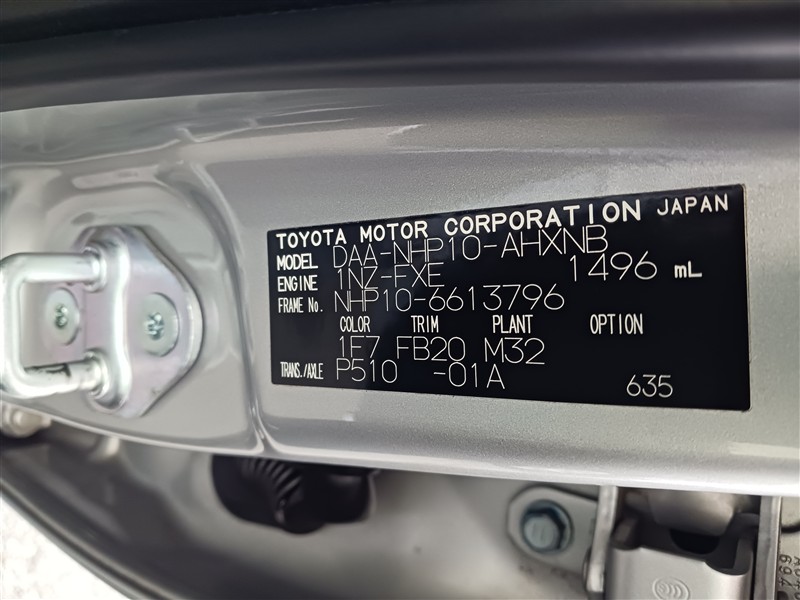 TOYOTA MOTOR CORPORATION JAPAN
MODEL DAA-NHP10-AHXNB
ENGINE 1NZ-FXE 1496 mL
FRAME No. NHP10-6613796
COLOR TRIM PLANT OPTION
1F7 FB20 M32
TRANS./AXLE P510 -01A
635